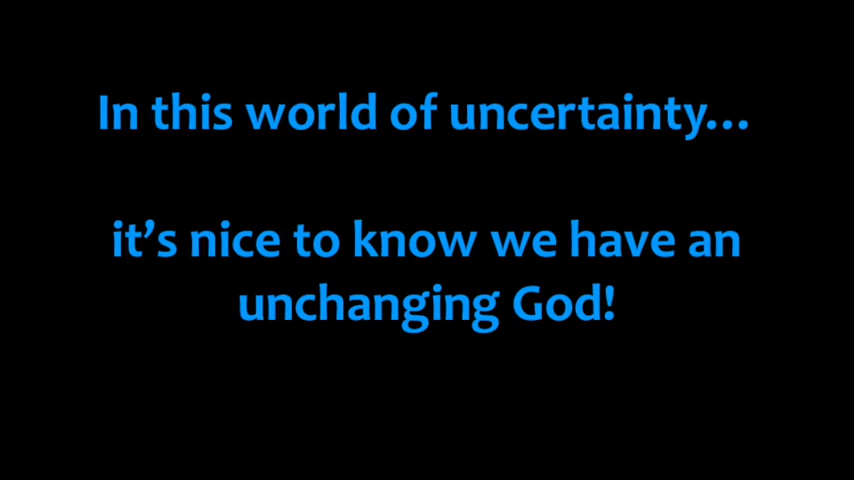 In this world of uncertainty...
it’s nice to know we have an
unchanging God!